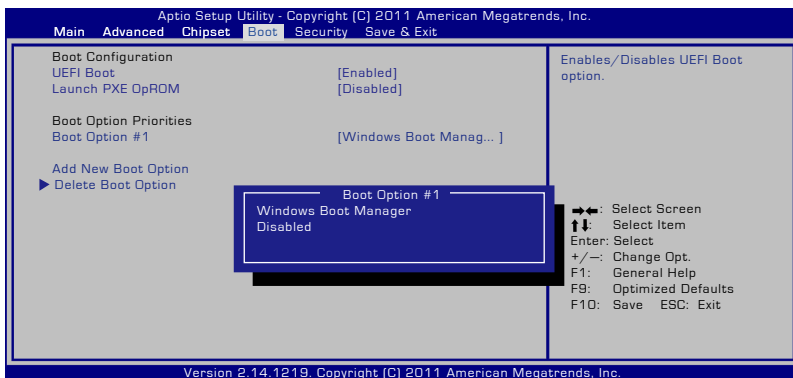 Aptio Setup Utility - Copyright (C) 2011 American Megatrends, Inc.
Main Advanced Chipset Boot Security Save & Exit
Boot Configuration
UEFI Boot [Enabled]
Launch PXE OpROM [Disabled]
Boot Option Priorities
Boot Option #1 [Windows Boot Manag... ]
Add New Boot Option
Delete Boot Option
Boot Option #1
Windows Boot Manager
Disabled
Enables/Disables UEFI Boot
option.
→←: Select Screen
↑↓: Select Item
Enter: Select
+/—: Change Opt.
F1: General Help
F9: Optimized Defaults
F10: Save ESC: Exit
Version 2.14.1219. Copyright (C) 2011 American Megatrends, Inc.